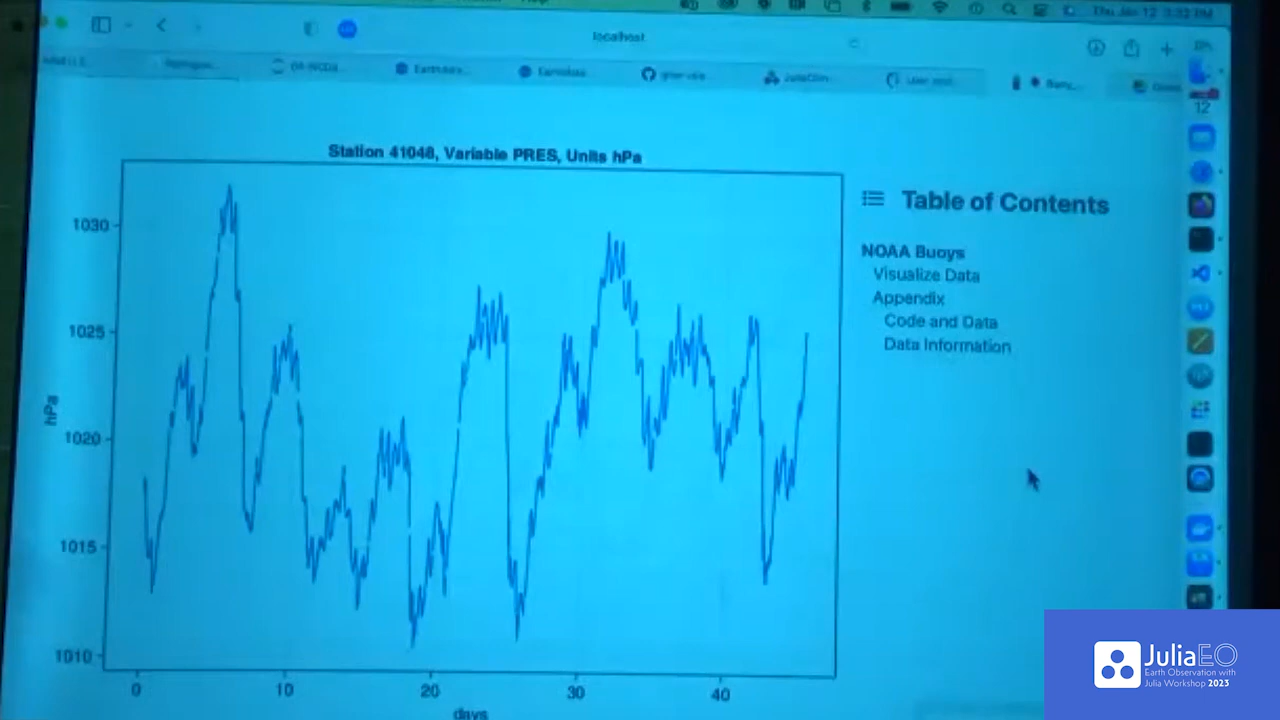 localhost
12
Station 41048, Variable PRES, Units hPa
Table of Contents
NOAA Buoys
Visualize Data
Appendix
Code and Data
Data Information
1030
1025
1020
1015
1010
hPa
0 10 20 30 40
days
JuliaEO
Earth Observation with
Julia Workshop 2023